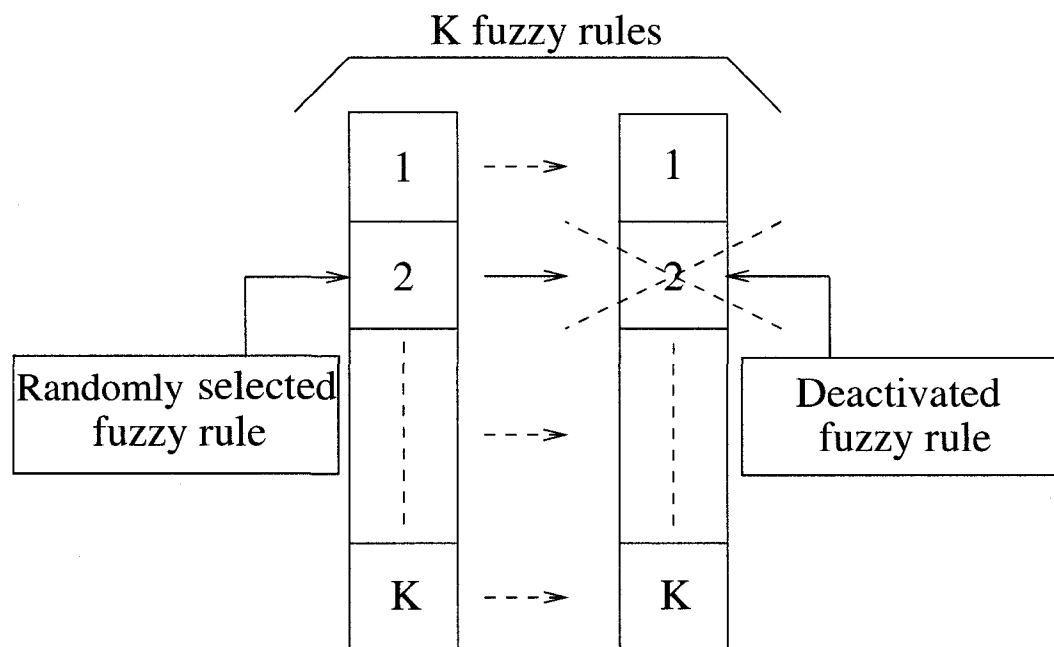 K fuzzy rules
1
1
2
2
Randomly selected
fuzzy rule
Deactivated
fuzzy rule
K
K